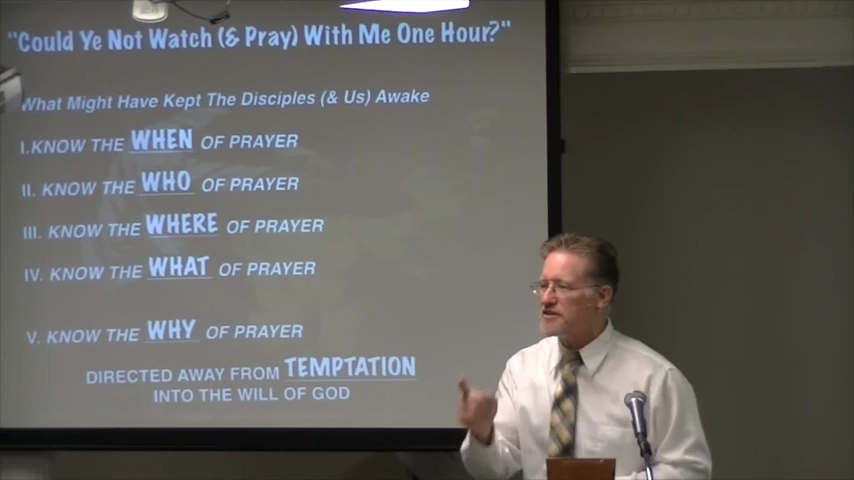 "Could Ye Not Watch (& Pray) With Me One Hour?"
What Might Have Kept The Disciples (& Us) Awake
I.KNOW THE WHEN OF PRAYER
II. KNOW THE WHO OF PRAYER
III. KNOW THE WHERE OF PRAYER
IV. KNOW THE WHAT OF PRAYER
V. KNOW THE WHY OF PRAYER
DIRECTED AWAY FROM TEMPTATION
INTO THE WILL OF GOD